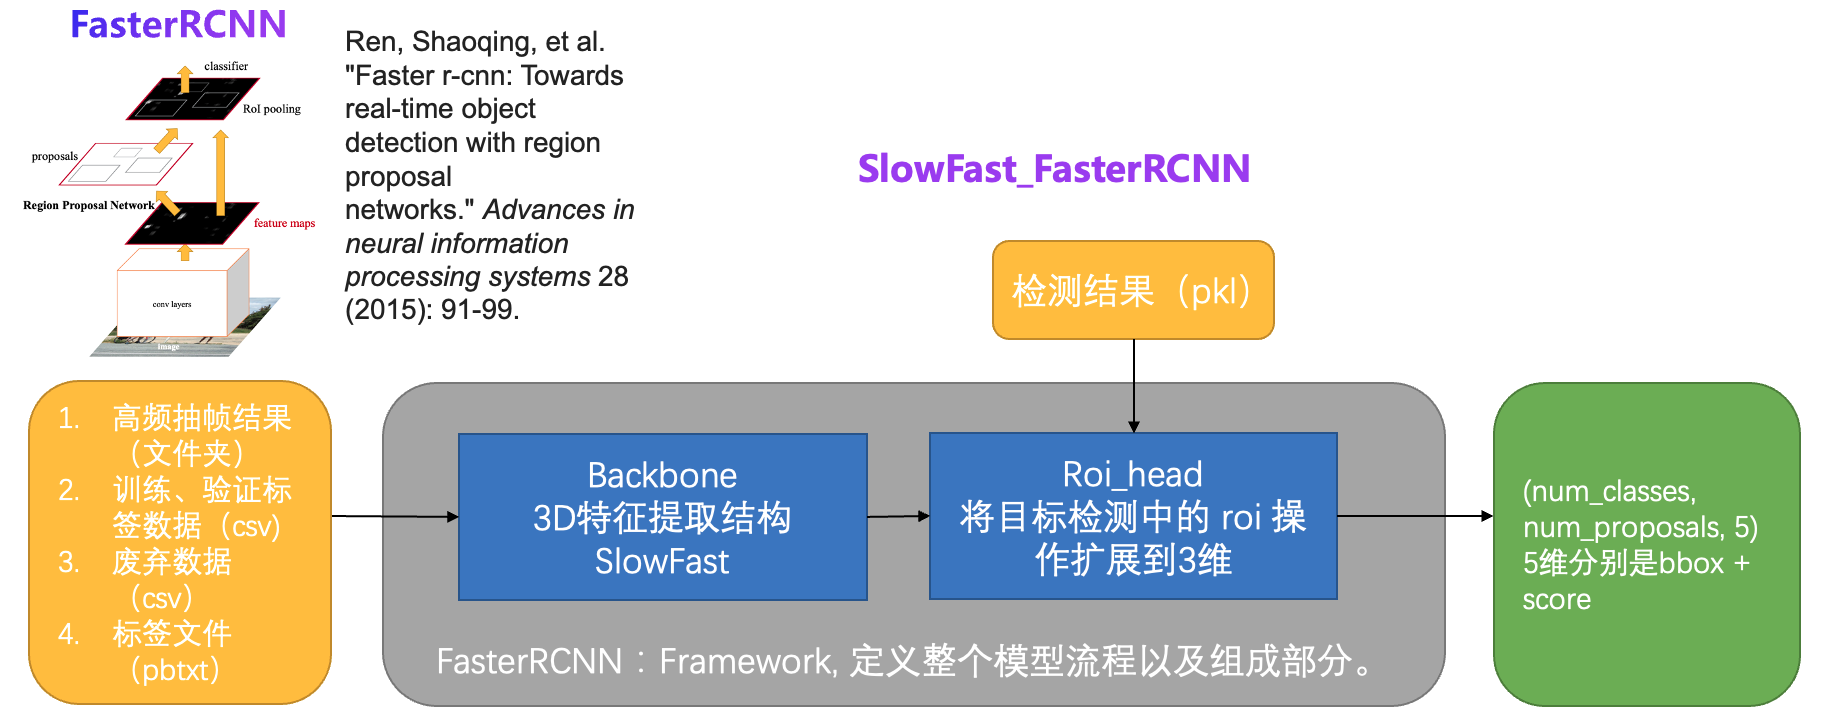 FasterRCNN
classifier
RoI pooling
proposals
Region Proposal Network
feature maps
conv layers
image
Ren, Shaoqing, et al.
"Faster r-cnn: Towards
real-time object
detection with region
proposal
networks." Advances in
neural information
processing systems 28
(2015): 91-99.
SlowFast_FasterRCNN
检测结果（pkl）
1. 高频抽帧结果
（文件夹）
2. 训练、验证标
签数据（csv)
3. 废弃数据
（csv）
4. 标签文件
（pbtxt）
Backbone
3D特征提取结构
SlowFast
Roi_head
将目标检测中的 roi 操
作扩展到3维
FasterRCNN：Framework, 定义整个模型流程以及组成部分。
(num_classes,
num_proposals, 5)
5维分别是bbox +
score